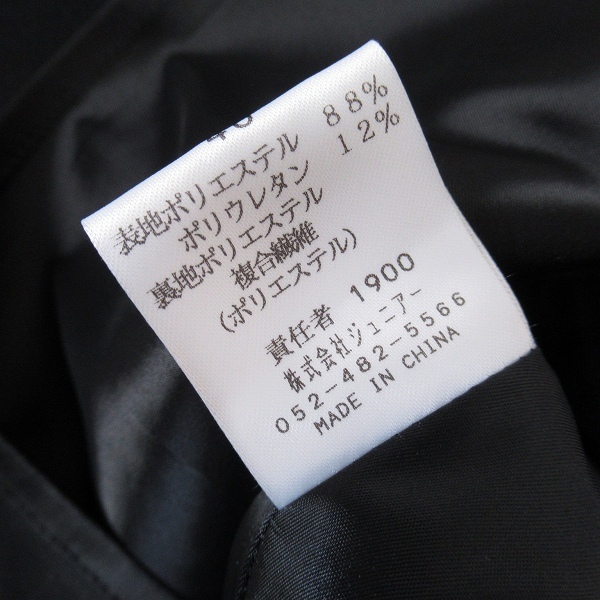 40
表地ポリエステル 88%
ポリウレタン 12%
裏地ポリエステル
複合繊維
(ポリエステル)
責任者 1900
株式会社ジュニアー
052-482-5566
MADE IN CHINA